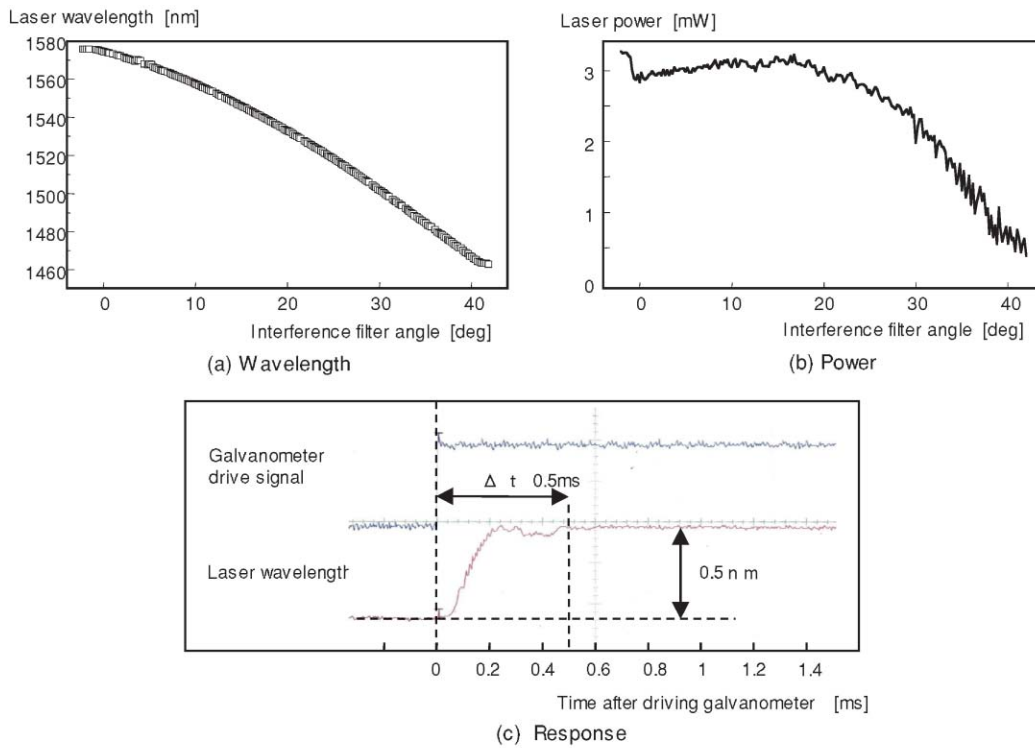 Laser wavelength [nm]
1580
1560
1540
1520
1500
1480
1460
0 10 20 30 40
Interference filter angle [deg]
(a) Wavelength
Laser power [mW]
3
2
1
0
0 10 20 30 40
Interference filter angle [deg]
(b) Power
Galvanometer
drive signal
Δ t 0.5ms
Laser wavelength
0.5 n m
0 0.2 0.4 0.6 0.8 1 1.2 1.4
Time after driving galvanometer [ms]
(c) Response